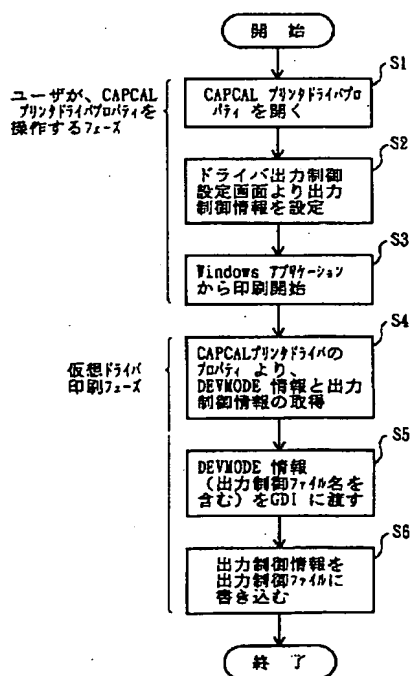 開 始
S1
CAPCAL プリンタドライバプロ
パティ を開く
ユーザが、CAPCAL
プリンタドライバプロパティを
操作するフェーズ
S2
ドライバ出力制御
設定画面より出力
制御情報を設定
S3
Windows アプリケーション
から印刷開始
S4
CAPCALプリンタドライバの
プロパティ より、
DEVMODE 情報と出力
制御情報の取得
仮想ドライバ
印刷フェーズ
S5
DEVMODE 情報
（出力制御ファイル名を
含む）をGDI に渡す
S6
出力制御情報を
出力制御ファイルに
書き込む
終 了